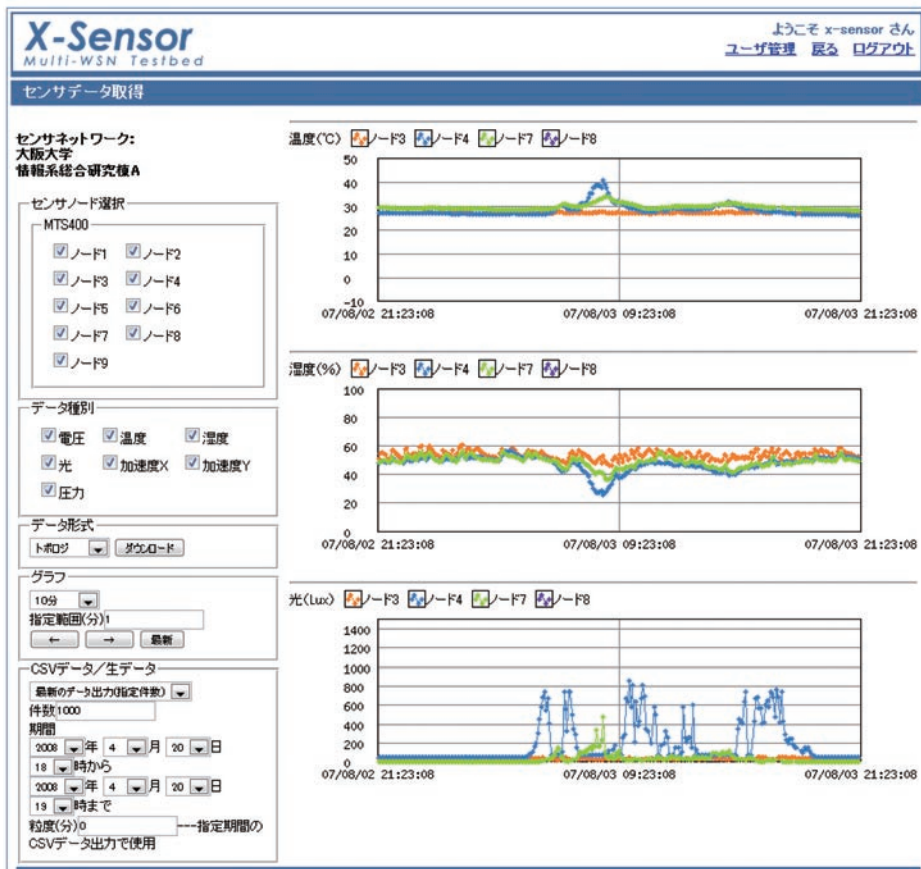 X-Sensor
Multi-WSN Testbed
ようこそ x-sensor さん
ユーザ管理 戻る ログアウト
センサデータ取得
センサネットワーク:
大阪大学
情報系総合研究棟A
センサノード選択
MTS400
ノード1 ノード2
ノード3 ノード4
ノード5 ノード6
ノード7 ノード8
ノード9
データ種別
電圧 温度 湿度
光 加速度X 加速度Y
圧力
データ形式
トポロジ ダウンロード
グラフ
10分
指定範囲(分) 1
← → 最新
CSVデータ/生データ
最新のデータ出力(指定件数)
件数 1000
期間
2008 年 4 月 20 日
18 時から
2008 年 4 月 20 日
19 時まで
粒度(分) 0 ---指定期間の
CSVデータ出力で使用
温度(℃) ノード3 ノード4 ノード7 ノード8
50
40
30
20
10
0
-10
07/08/02 21:23:08 07/08/03 09:23:08 07/08/03 21:23:08
湿度(%) ノード3 ノード4 ノード7 ノード8
100
80
60
40
20
0
07/08/02 21:23:08 07/08/03 09:23:08 07/08/03 21:23:08
光(Lux) ノード3 ノード4 ノード7 ノード8
1400
1200
1000
800
600
400
200
0
07/08/02 21:23:08 07/08/03 09:23:08 07/08/03 21:23:08